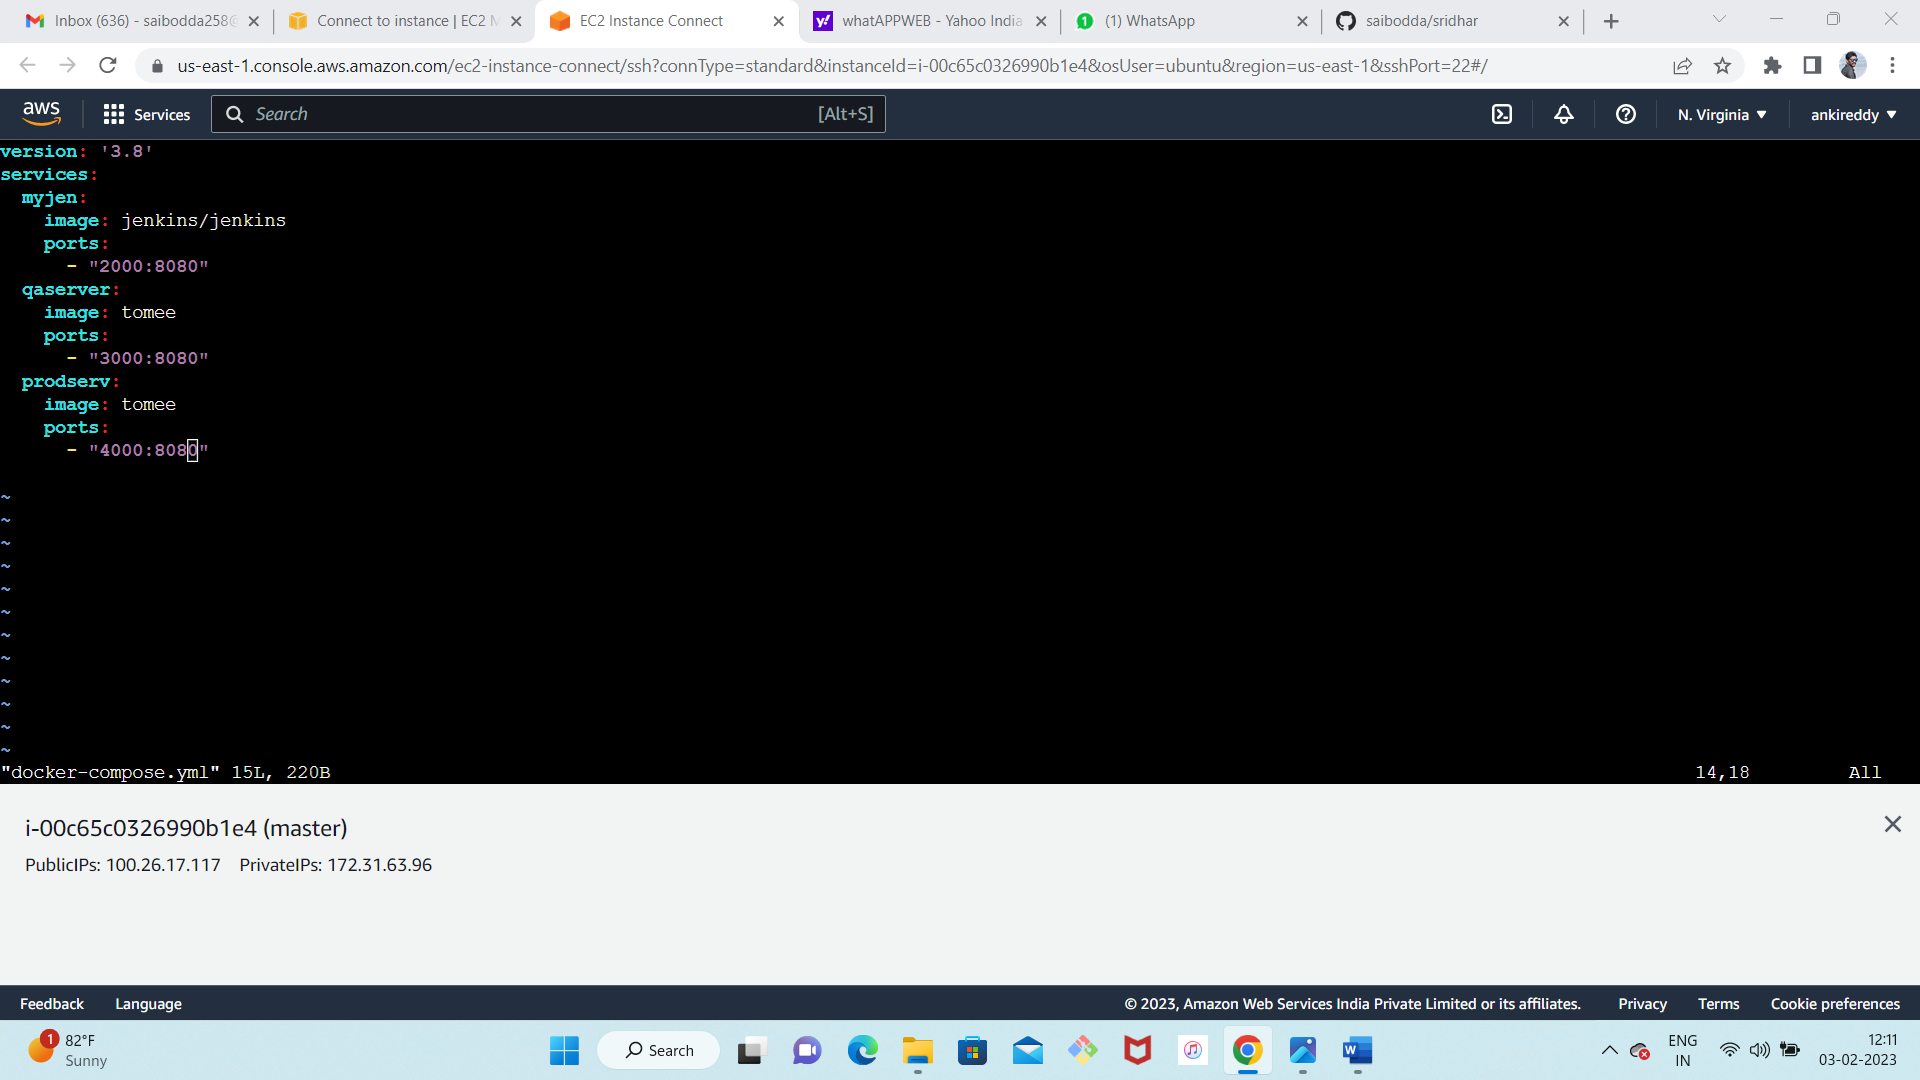 Inbox (636) - saibodda258@
Connect to instance | EC2 M
EC2 Instance Connect
whatAPPWEB - Yahoo India
(1) WhatsApp
saibodda/sridhar
us-east-1.console.aws.amazon.com/ec2-instance-connect/ssh?connType=standard&instanceId=i-00c65c0326990b1e4&osUser=ubuntu&region=us-east-1&sshPort=22#/
aws
Services
Search
[Alt+S]
N. Virginia
ankireddy
version: '3.8'
services:
  myjen:
    image: jenkins/jenkins
    ports:
      - "2000:8080"
  qaserver:
    image: tomee
    ports:
      - "3000:8080"
  prodserv:
    image: tomee
    ports:
      - "4000:8080"
~
~
~
~
~
~
~
~
~
~
~
~
"docker-compose.yml" 15L, 220B 14,18 All
i-00c65c0326990b1e4 (master)
PublicIPs: 100.26.17.117 PrivateIPs: 172.31.63.96
Feedback Language © 2023, Amazon Web Services India Private Limited or its affiliates. Privacy Terms Cookie preferences
1
82°F
Sunny
Search
ENG
IN
12:11
03-02-2023